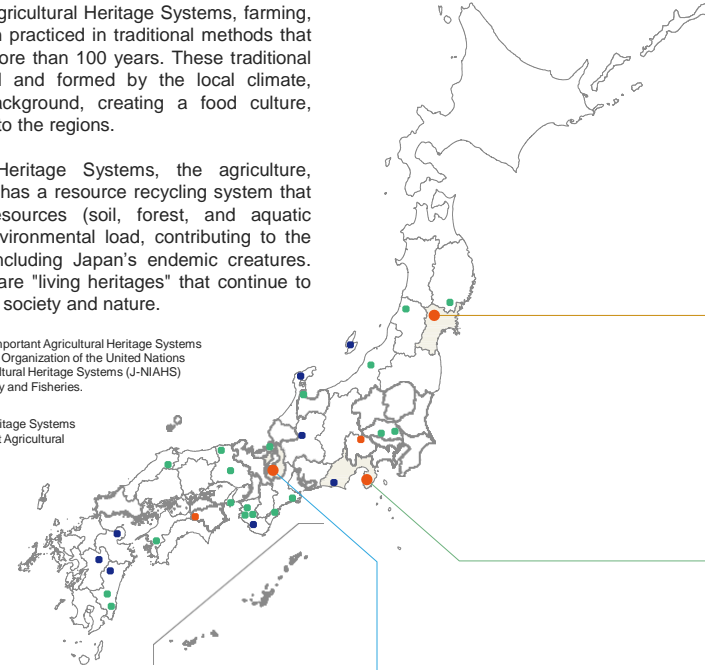 gricultural Heritage Systems, farming,
practiced in traditional methods that
ore than 100 years. These traditional
and formed by the local climate,
ackground, creating a food culture,
to the regions.
Heritage Systems, the agriculture,
has a resource recycling system that
esources (soil, forest, and aquatic
vironmental load, contributing to the
ncluding Japan's endemic creatures.
are "living heritages" that continue to
society and nature.
mportant Agricultural Heritage Systems
Organization of the United Nations
ultural Heritage Systems (J-NIAHS)
y and Fisheries.
ritage Systems
t Agricultural